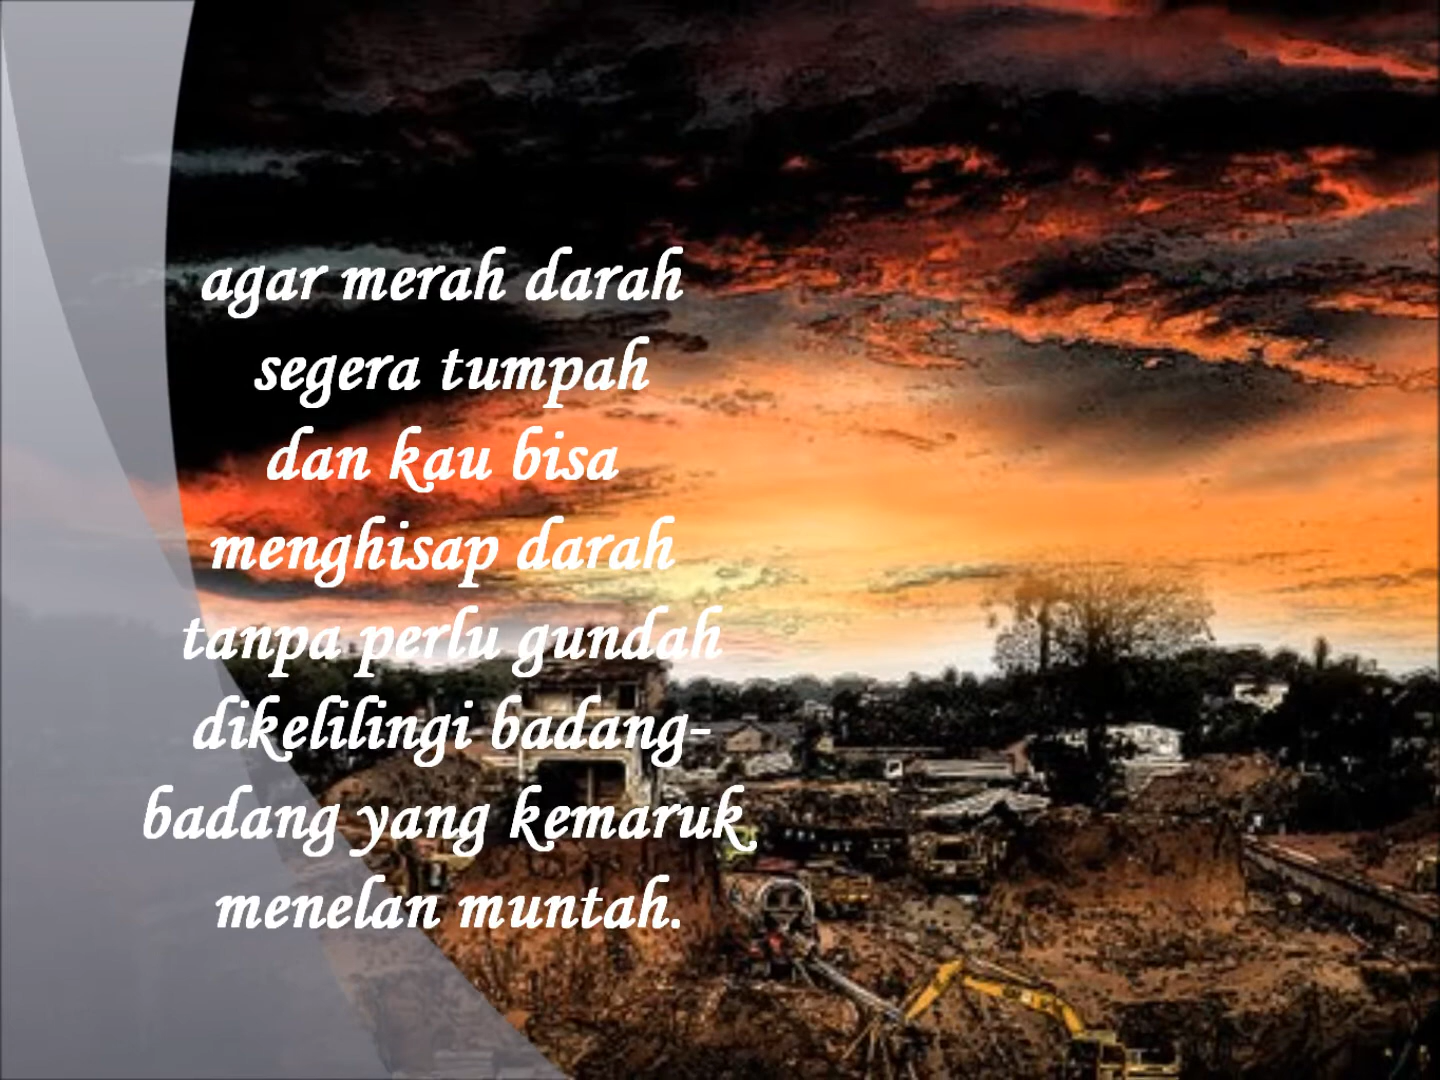 agar merah darah
segera tumpah
dan kau bisa
menghisap darah
tanpa perlu gundah
dikelilingi badang-
badang yang kemaruk
menelan muntah.